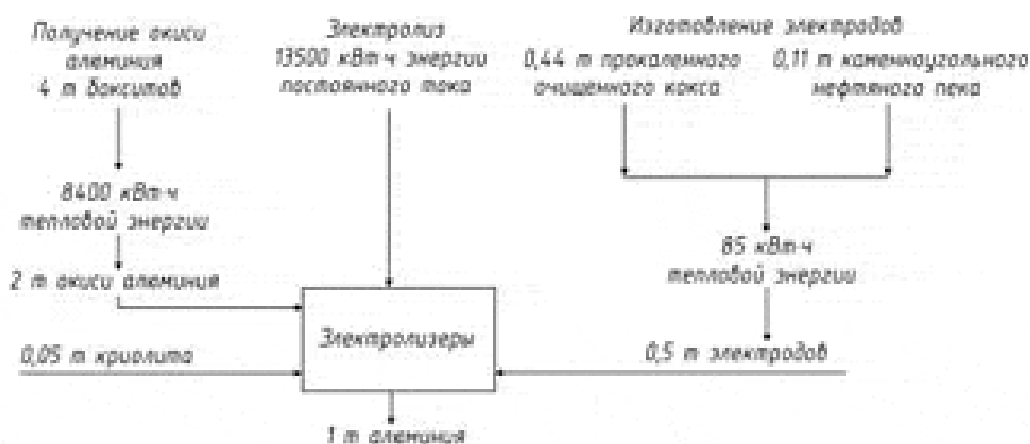 Получение окиси
алюминия
4 т бокситов
8400 кВт·ч
тепловой энергии
2 т окиси алюминия
0,05 т криолита
Электролиз
13500 кВт·ч энергии
постоянного тока
Электролизеры
1 т алюминия
Изготовление электродов
0,44 т прокаленного
очищенного кокса
0,11 т каменноугольного
нефтяного пека
85 кВт·ч
тепловой энергии
0,5 т электродов